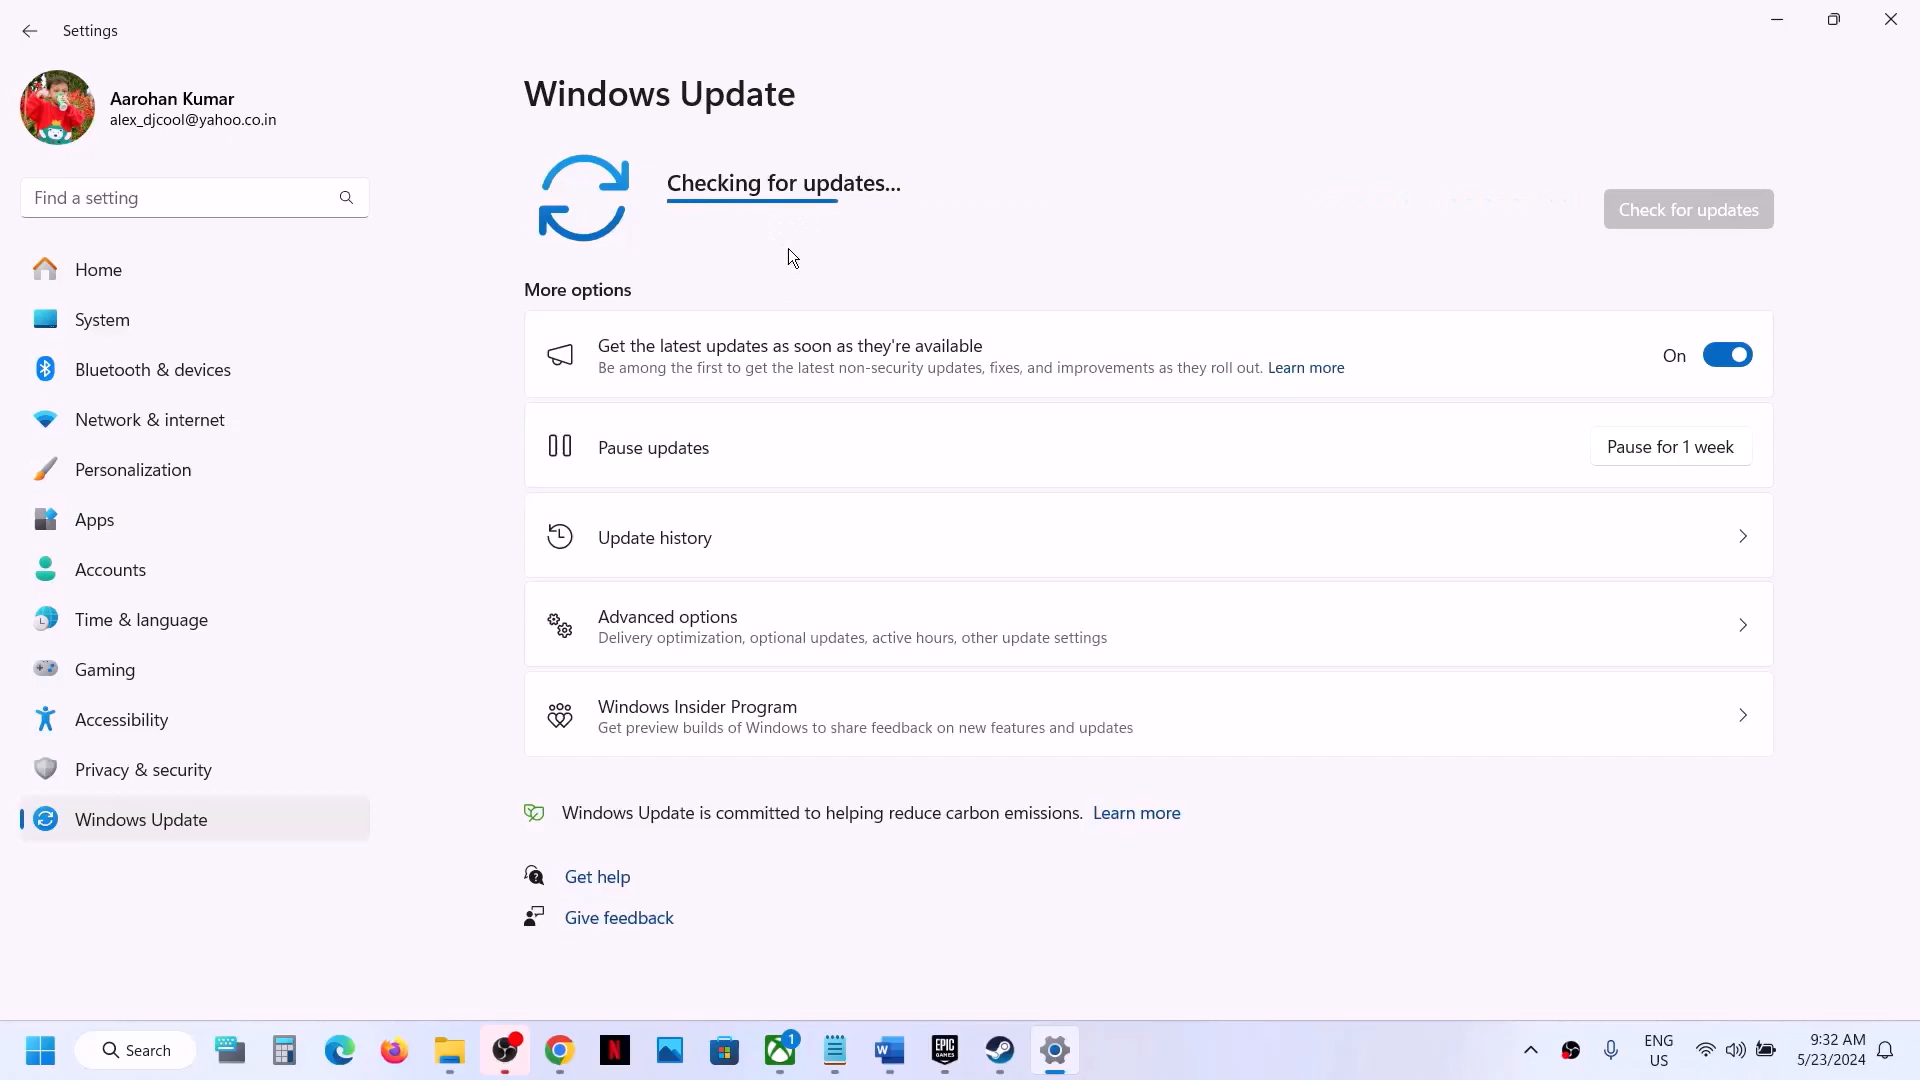 Settings
Aarohan Kumar
alex_djcool@yahoo.co.in
Find a setting
Home
System
Bluetooth & devices
Network & internet
Personalization
Apps
Accounts
Time & language
Gaming
Accessibility
Privacy & security
Windows Update
Windows Update
Checking for updates...
Check for updates
More options
Get the latest updates as soon as they're available
Be among the first to get the latest non-security updates, fixes, and improvements as they roll out. Learn more
On
Pause updates
Pause for 1 week
Update history
Advanced options
Delivery optimization, optional updates, active hours, other update settings
Windows Insider Program
Get preview builds of Windows to share feedback on new features and updates
Windows Update is committed to helping reduce carbon emissions. Learn more
Get help
Give feedback
Search
N
1
W
EPIC
GAMES
ENG
US
9:32 AM
5/23/2024